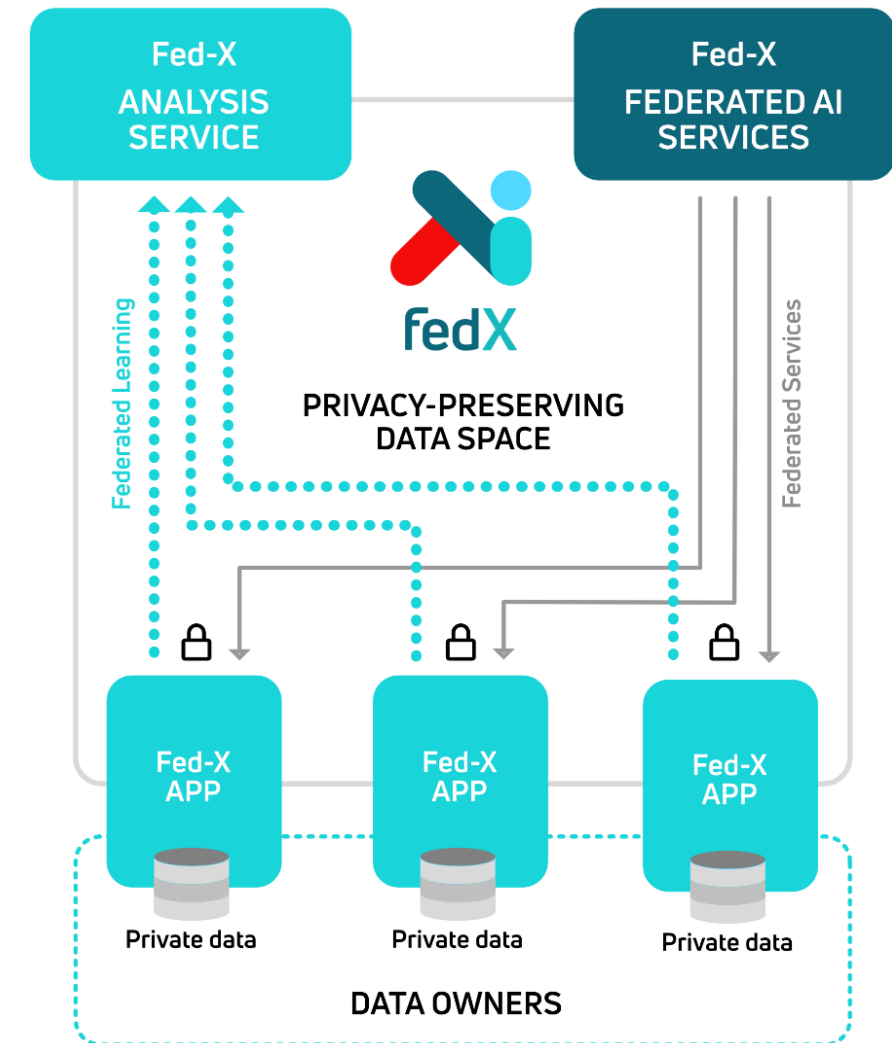 Fed-X
ANALYSIS
SERVICE
Fed-X
FEDERATED AI
SERVICES
fedX
PRIVACY-PRESERVING
DATA SPACE
Federated Learning
Federated Services
Fed-X
APP
Fed-X
APP
Fed-X
APP
Private data
Private data
Private data
DATA OWNERS